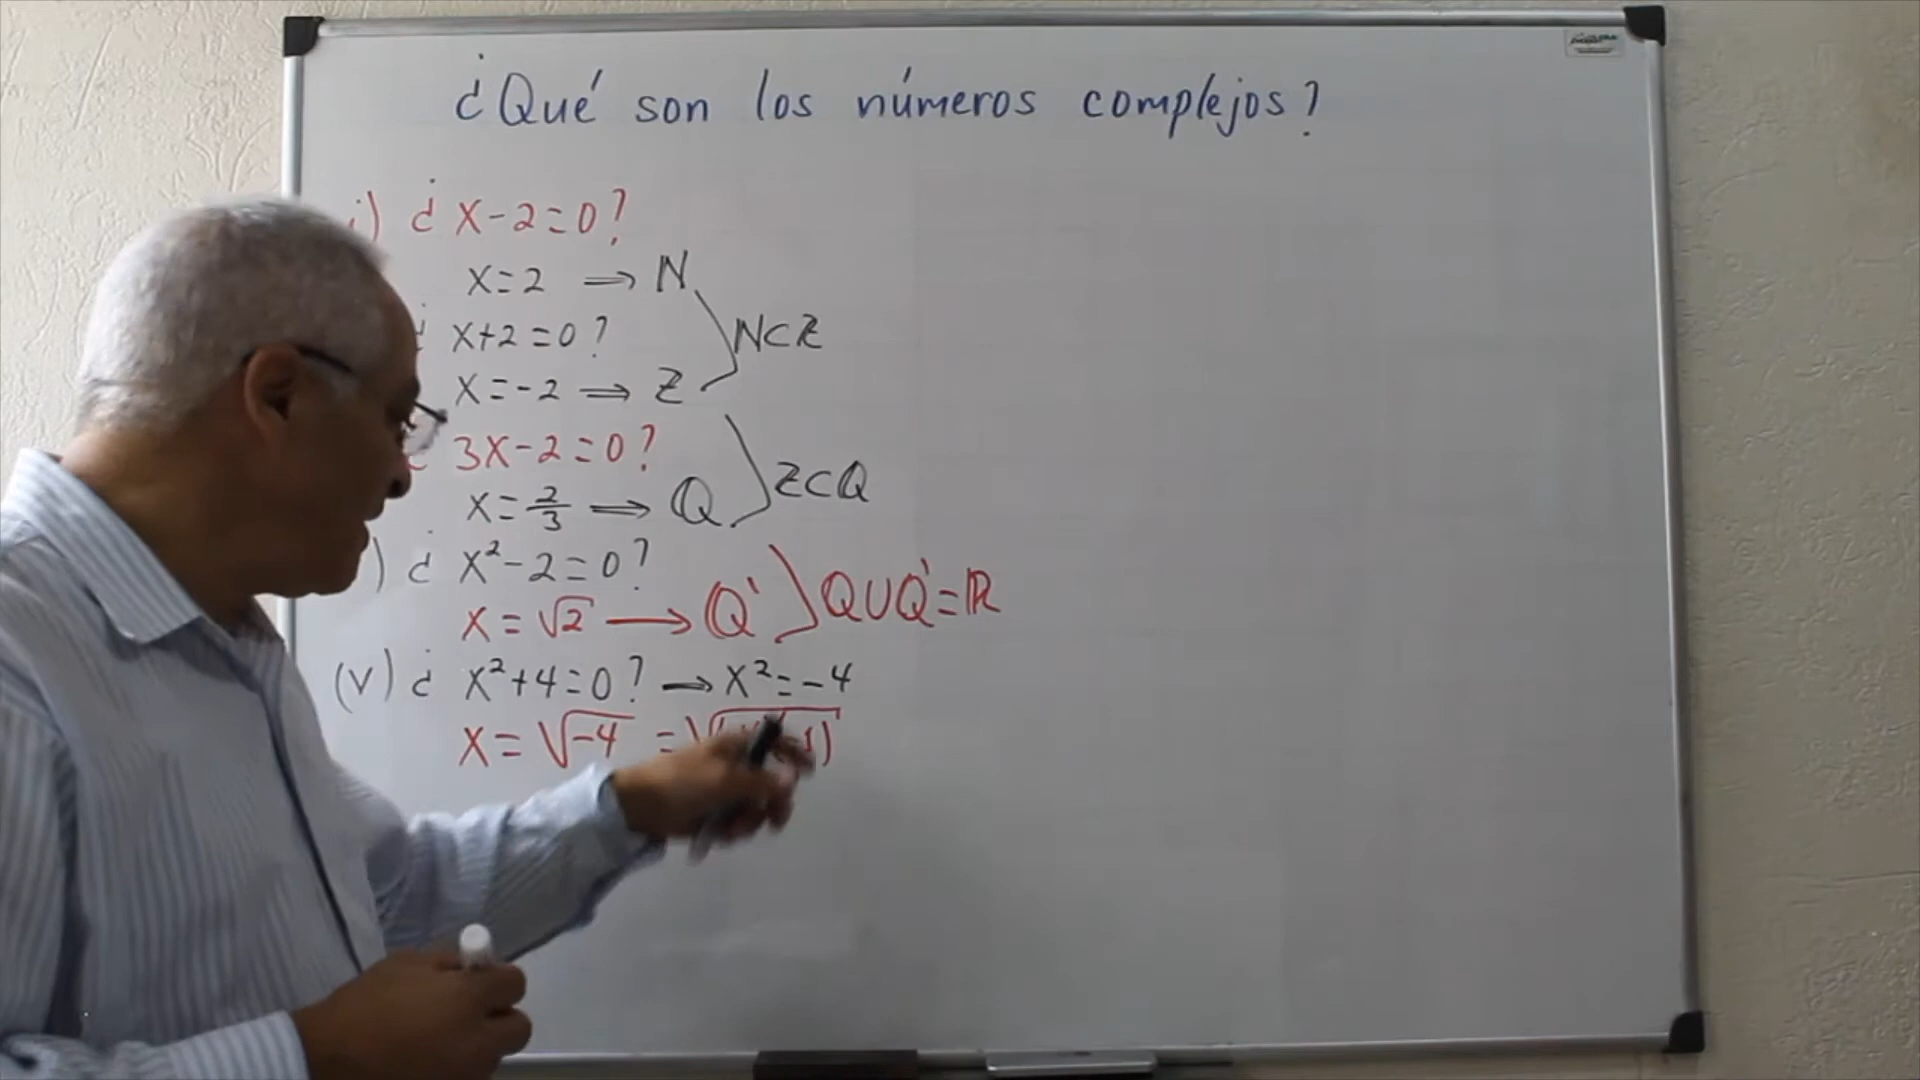 ¿Qué son los números complejos?
i) ¿ x-2=0?
x=2 ⟹ N
¿ x+2=0? N⊂Z
x=-2 ⟹ Z
¿ 3x-2=0?
x=2/3 ⟹ Q Z⊂Q
) ¿ x²-2=0?
x=√2 → Q' Q∪Q'=R
(v) ¿ x²+4=0? → x²=-4
x=√-4 =